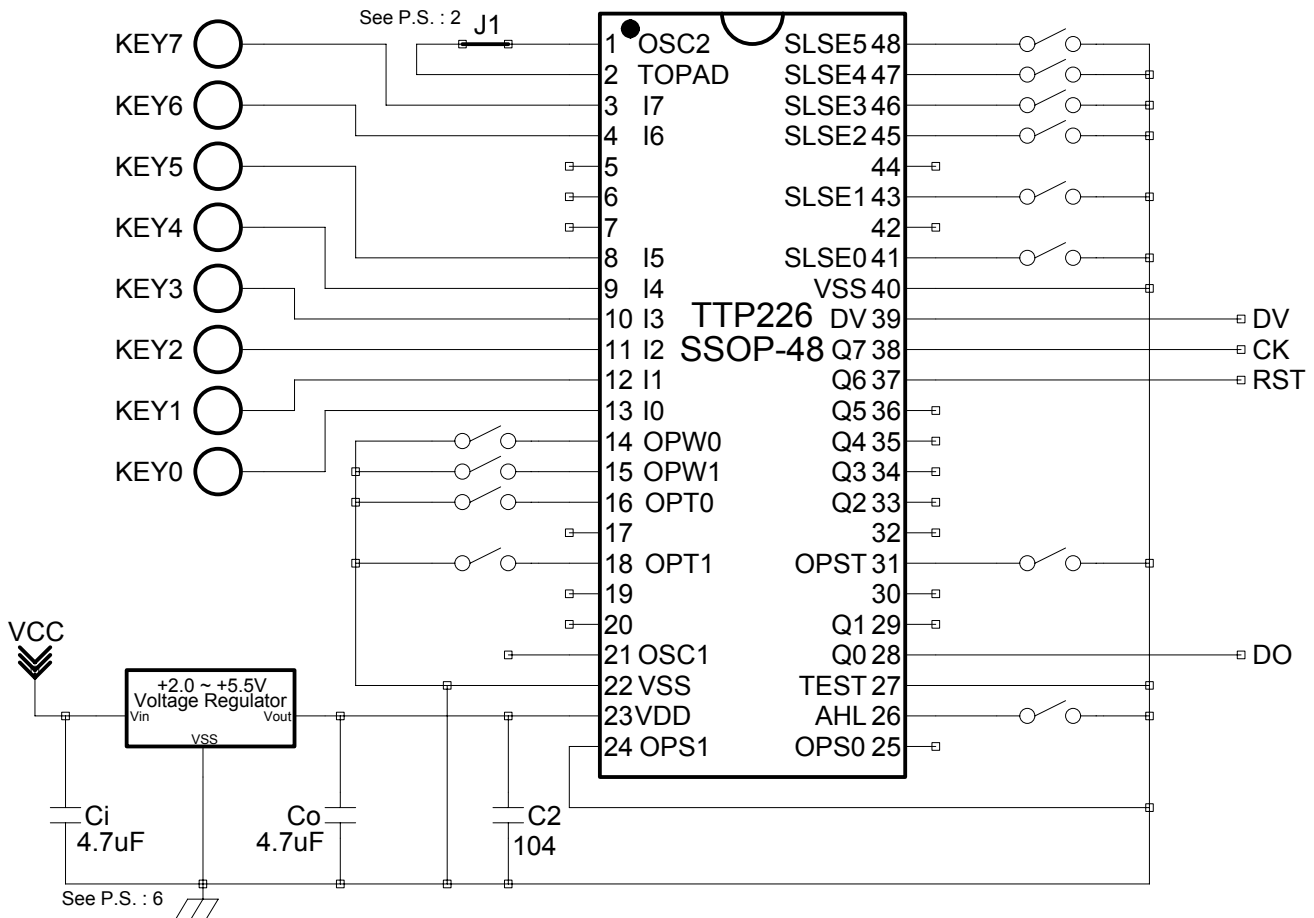 See P.S. : 2
J1
KEY7
KEY6
KEY5
KEY4
KEY3
KEY2
KEY1
KEY0
1 OSC2 SLSE5 48
2 TOPAD SLSE4 47
3 I7 SLSE3 46
4 I6 SLSE2 45
5 44
6 SLSE1 43
7 42
8 I5 SLSE0 41
9 I4 VSS 40
10 I3 DV 39
11 I2 Q7 38
12 I1 Q6 37
13 I0 Q5 36
14 OPW0 Q4 35
15 OPW1 Q3 34
16 OPT0 Q2 33
17 32
18 OPT1 OPST 31
19 30
20 Q1 29
21 OSC1 Q0 28
22 VSS TEST 27
23 VDD AHL 26
24 OPS1 OPS0 25
TTP226
SSOP-48
DV
CK
RST
DO
VCC
+2.0 ~ +5.5V
Voltage Regulator
Vin Vout
VSS
Ci
4.7uF
Co
4.7uF
C2
104
See P.S. : 6